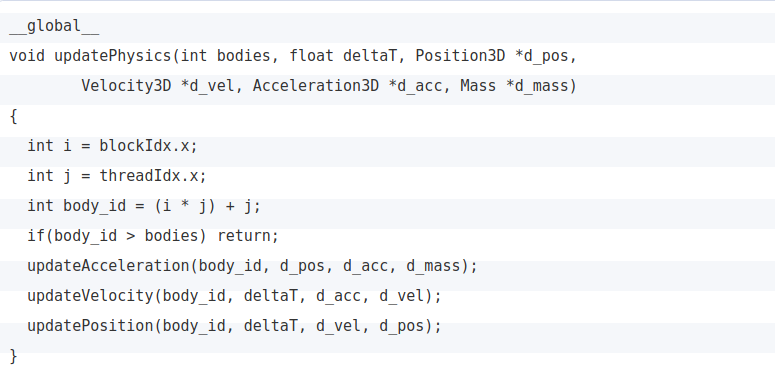 __global__
void updatePhysics(int bodies, float deltaT, Position3D *d_pos,
        Velocity3D *d_vel, Acceleration3D *d_acc, Mass *d_mass)
{
  int i = blockIdx.x;
  int j = threadIdx.x;
  int body_id = (i * j) + j;
  if(body_id > bodies) return;
  updateAcceleration(body_id, d_pos, d_acc, d_mass);
  updateVelocity(body_id, deltaT, d_acc, d_vel);
  updatePosition(body_id, deltaT, d_vel, d_pos);
}